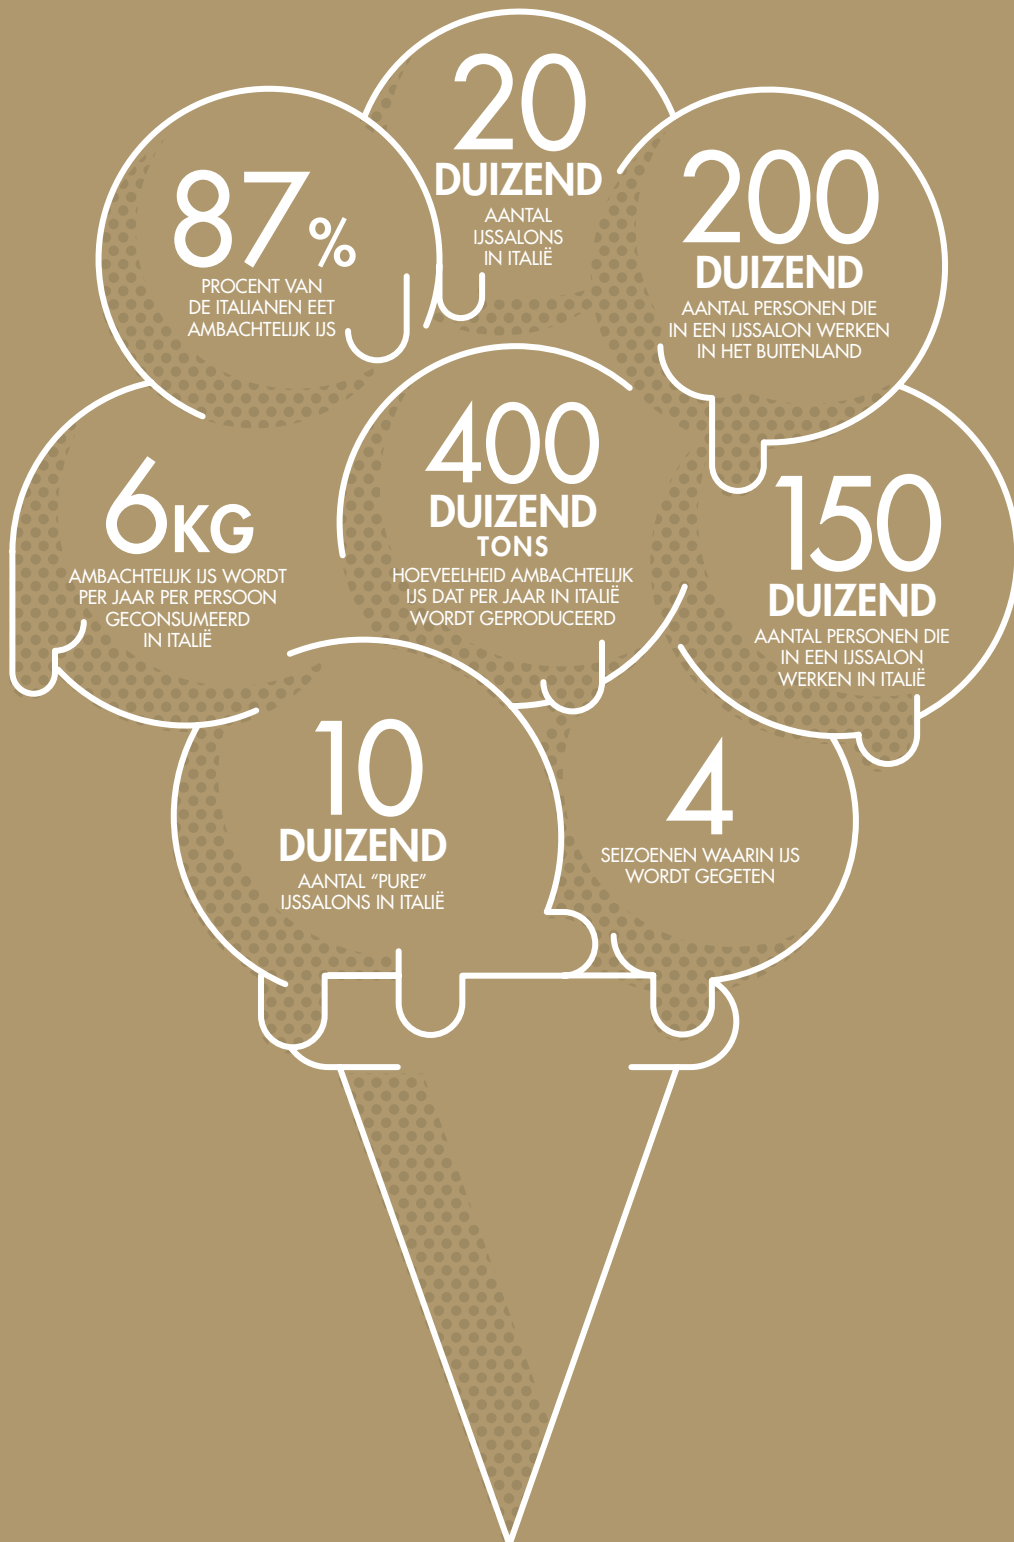 20
DUIZEND
AANTAL
IJSSALONS
IN ITALIË
87%
PROCENT VAN
DE ITALIANEN EET
AMBACHTELIJK IJS
200
DUIZEND
AANTAL PERSONEN DIE
IN EEN IJSSALON WERKEN
IN HET BUITENLAND
6KG
AMBACHTELIJK IJS WORDT
PER JAAR PER PERSOON
GECONSUMEERD
IN ITALIË
400
DUIZEND
TONS
HOEVEELHEID AMBACHTELIJK
IJS DAT PER JAAR IN ITALIË
WORDT GEPRODUCEERD
150
DUIZEND
AANTAL PERSONEN DIE
IN EEN IJSSALON
WERKEN IN ITALIË
10
DUIZEND
AANTAL “PURE”
IJSSALONS IN ITALIË
4
SEIZOENEN WAARIN IJS
WORDT GEGETEN